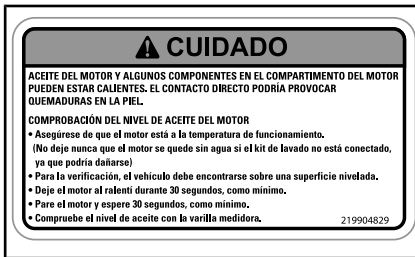 CUIDADO
ACEITE DEL MOTOR Y ALGUNOS COMPONENTES EN EL COMPARTIMENTO DEL MOTOR
PUEDEN ESTAR CALIENTES. EL CONTACTO DIRECTO PODRÍA PROVOCAR
QUEMADURAS EN LA PIEL.
COMPROBACIÓN DEL NIVEL DE ACEITE DEL MOTOR
• Asegúrese de que el motor está a la temperatura de funcionamiento.
(No deje nunca que el motor se quede sin agua si el kit de lavado no está conectado,
ya que podría dañarse)
• Para la verificación, el vehículo debe encontrarse sobre una superficie nivelada.
• Deje el motor al ralentí durante 30 segundos, como mínimo.
• Pare el motor y espere 30 segundos, como mínimo.
• Compruebe el nivel de aceite con la varilla medidora.
219904829